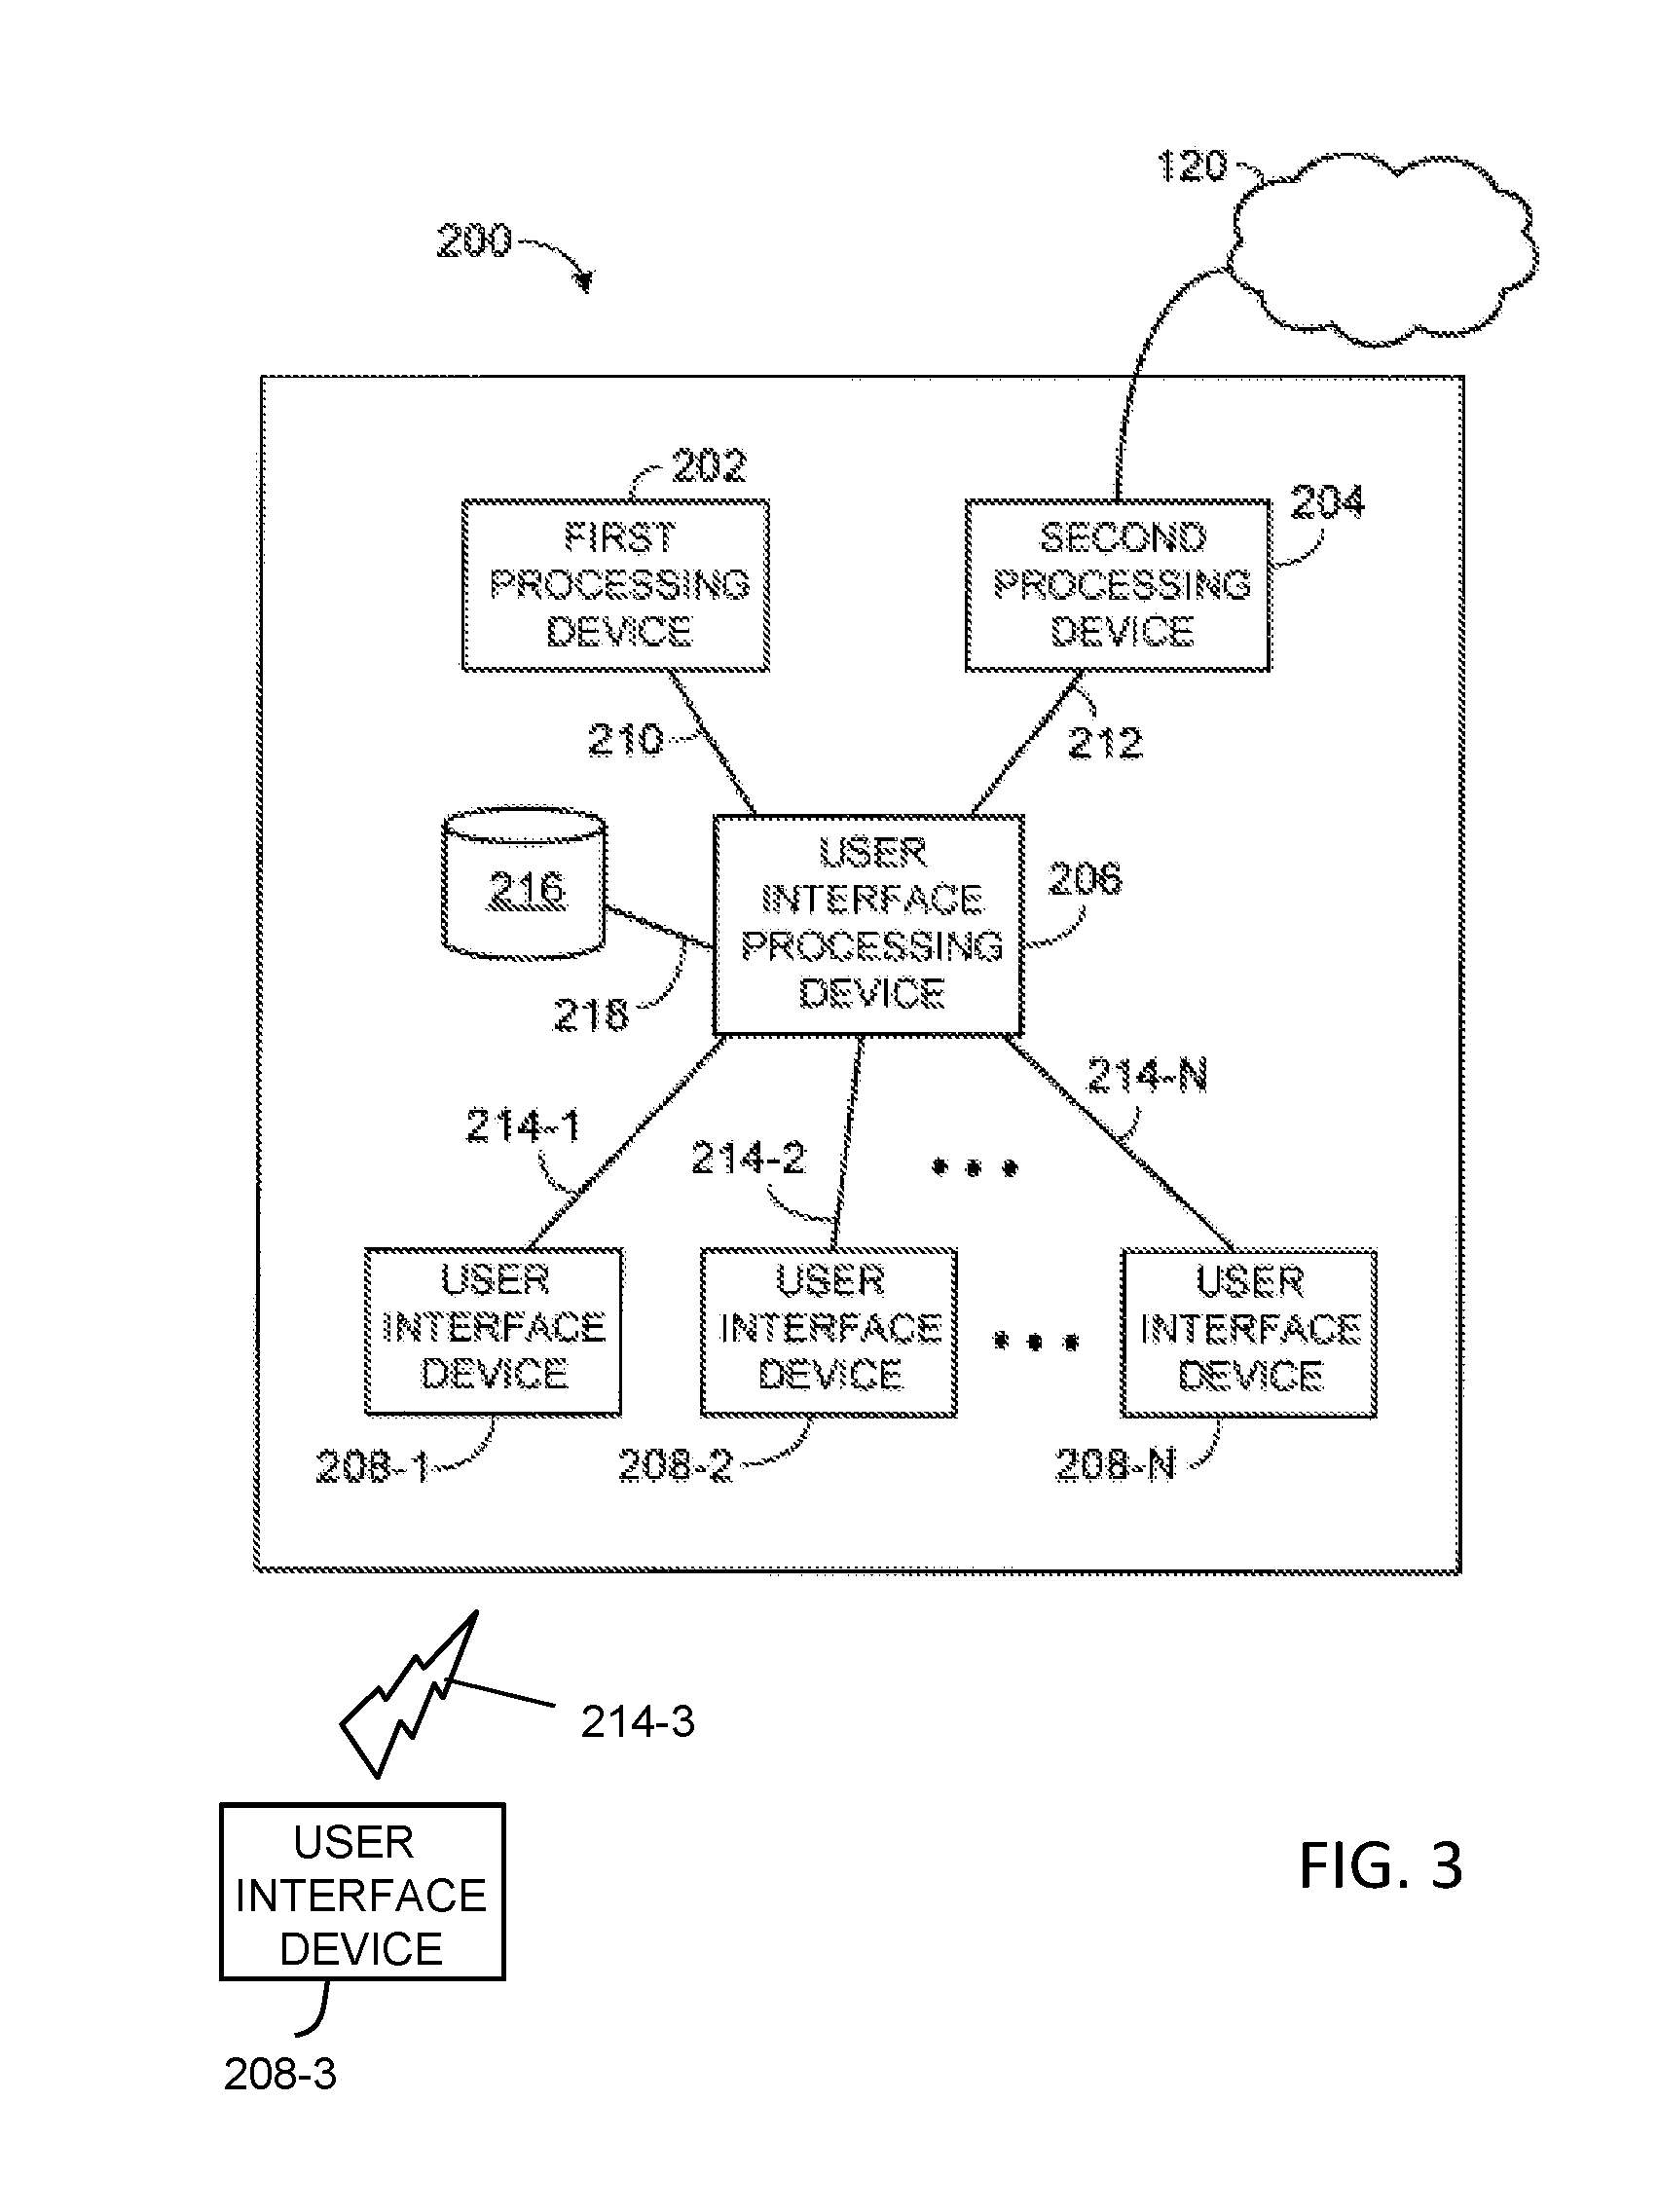 120
200
202
FIRST
PROCESSING
DEVICE
204
SECOND
PROCESSING
DEVICE
210
212
216
USER
INTERFACE
PROCESSING
DEVICE
206
218
214-1
214-2
214-N
USER
INTERFACE
DEVICE
USER
INTERFACE
DEVICE
USER
INTERFACE
DEVICE
208-1
208-2
208-N
214-3
USER
INTERFACE
DEVICE
208-3
FIG. 3